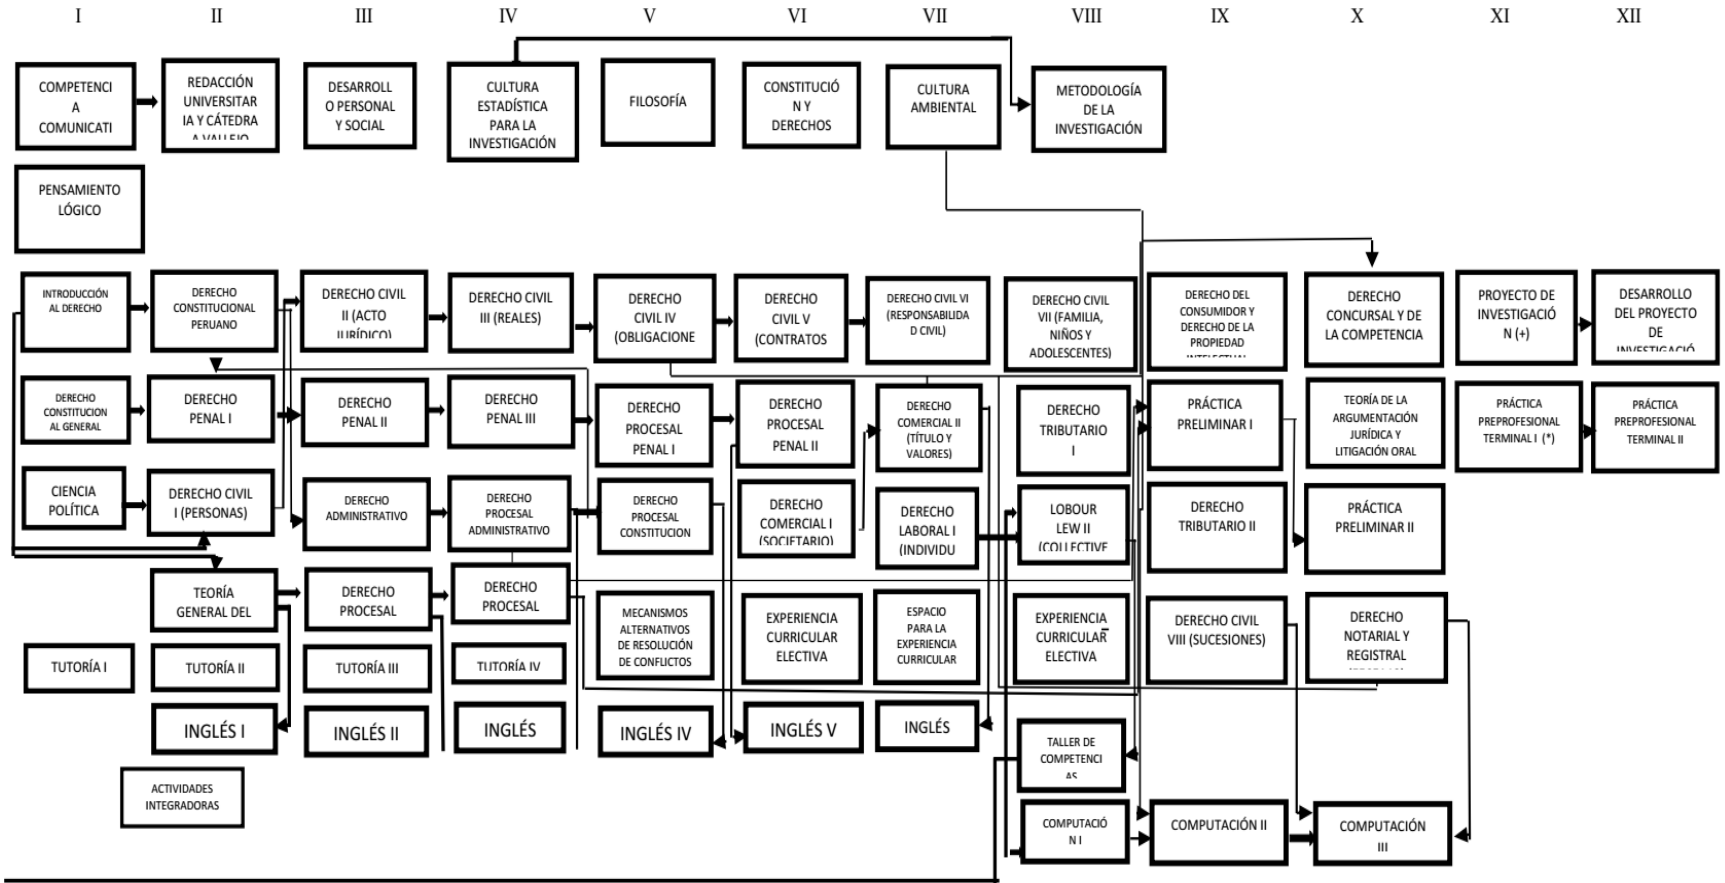 I II III IV V VI VII VIII IX X XI XII
COMPETENCI
A
COMUNICATI
REDACCIÓN
UNIVERSITAR
IA Y CÁTEDRA
A VALLEJO
DESARROLL
O PERSONAL
Y SOCIAL
CULTURA
ESTADÍSTICA
PARA LA
INVESTIGACIÓN
FILOSOFÍA
CONSTITUCIÓ
N Y
DERECHOS
CULTURA
AMBIENTAL
METODOLOGÍA
DE LA
INVESTIGACIÓN
PENSAMIENTO
LÓGICO
INTRODUCCIÓN
AL DERECHO
DERECHO
CONSTITUCIONAL
PERUANO
DERECHO CIVIL
II (ACTO
JURÍDICO)
DERECHO CIVIL
III (REALES)
DERECHO
CIVIL IV
(OBLIGACIONE
DERECHO
CIVIL V
(CONTRATOS
DERECHO CIVIL VI
(RESPONSABILIDA
D CIVIL)
DERECHO CIVIL
VII (FAMILIA,
NIÑOS Y
ADOLESCENTES)
DERECHO DEL
CONSUMIDOR Y
DERECHO DE LA
PROPIEDAD
INTELECTUAL
DERECHO
CONCURSAL Y DE
LA COMPETENCIA
PROYECTO DE
INVESTIGACIÓ
N (+)
DESARROLLO
DEL PROYECTO
DE
INVESTIGACIÓ
DERECHO
CONSTITUCION
AL GENERAL
DERECHO
PENAL I
DERECHO
PENAL II
DERECHO
PENAL III
DERECHO
PROCESAL
PENAL I
DERECHO
PROCESAL
PENAL II
DERECHO
COMERCIAL II
(TÍTULO Y
VALORES)
DERECHO
TRIBUTARIO
I
PRÁCTICA
PRELIMINAR I
TEORÍA DE LA
ARGUMENTACIÓN
JURÍDICA Y
LITIGACIÓN ORAL
PRÁCTICA
PREPROFESIONAL
TERMINAL I (*)
PRÁCTICA
PREPROFESIONAL
TERMINAL II
CIENCIA
POLÍTICA
DERECHO CIVIL
I (PERSONAS)
DERECHO
ADMINISTRATIVO
DERECHO
PROCESAL
ADMINISTRATIVO
DERECHO
PROCESAL
CONSTITUCION
DERECHO
COMERCIAL I
(SOCIETARIO)
DERECHO
LABORAL I
(INDIVIDU
LOBOUR
LEW II
(COLLECTIVE
DERECHO
TRIBUTARIO II
PRÁCTICA
PRELIMINAR II
TEORÍA
GENERAL DEL
DERECHO
PROCESAL
DERECHO
PROCESAL
MECANISMOS
ALTERNATIVOS
DE RESOLUCIÓN
DE CONFLICTOS
EXPERIENCIA
CURRICULAR
ELECTIVA
ESPACIO
PARA LA
EXPERIENCIA
CURRICULAR
EXPERIENCIA
CURRICULAR
ELECTIVA
DERECHO CIVIL
VIII (SUCESIONES)
DERECHO
NOTARIAL Y
REGISTRAL
TUTORÍA I
TUTORÍA II
TUTORÍA III
TUTORÍA IV
INGLÉS I
INGLÉS II
INGLÉS
INGLÉS IV
INGLÉS V
INGLÉS
TALLER DE
COMPETENCI
AS
ACTIVIDADES
INTEGRADORAS
COMPUTACIÓ
N I
COMPUTACIÓN II
COMPUTACIÓN
III